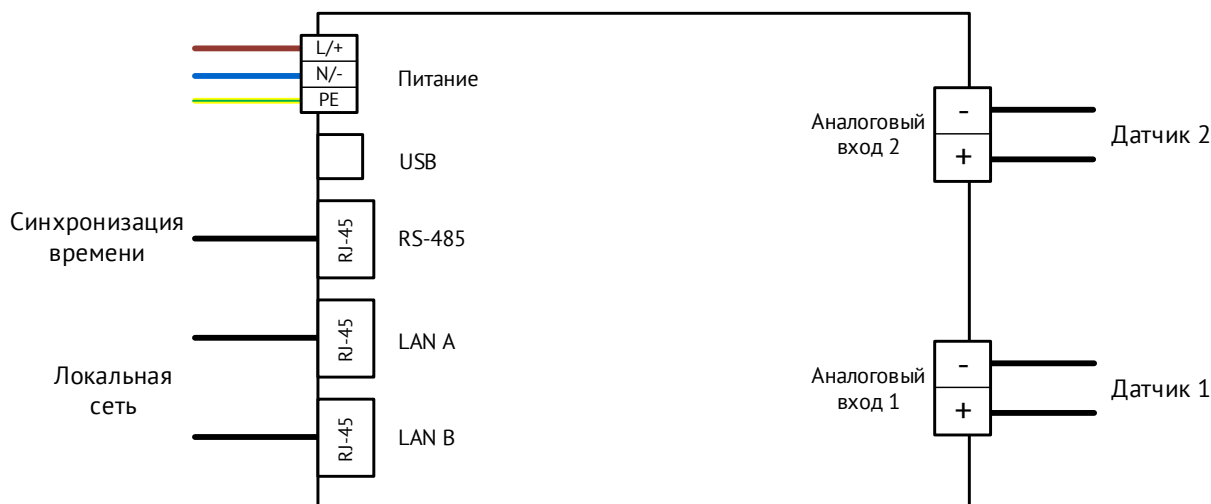 L/+
N/-
PE
Питание
USB
Синхронизация
времени
RJ-45
RS-485
RJ-45
LAN A
Локальная
сеть
RJ-45
LAN B
Аналоговый
вход 2
-
+
Датчик 2
Аналоговый
вход 1
-
+
Датчик 1